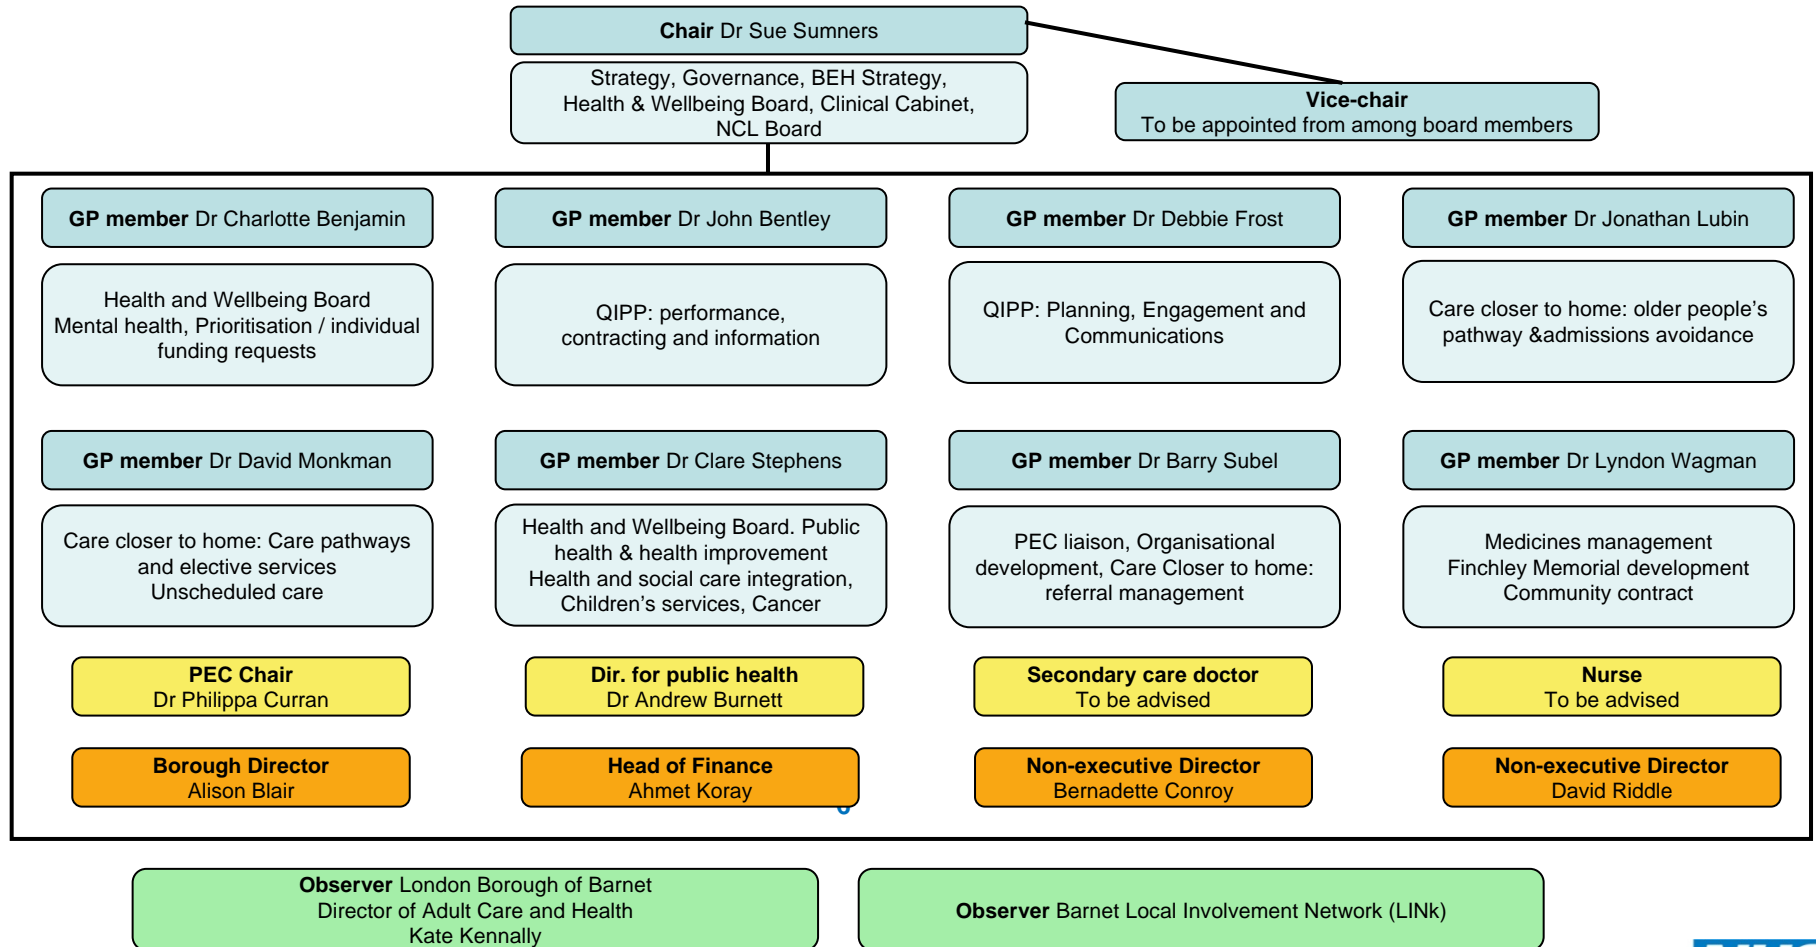 Chair Dr Sue Sumners
Strategy, Governance, BEH Strategy,
Health & Wellbeing Board, Clinical Cabinet,
NCL Board
Vice-chair
To be appointed from among board members
GP member Dr Charlotte Benjamin
GP member Dr John Bentley
GP member Dr Debbie Frost
GP member Dr Jonathan Lubin
Health and Wellbeing Board
Mental health, Prioritisation / individual
funding requests
QIPP: performance,
contracting and information
QIPP: Planning, Engagement and
Communications
Care closer to home: older people’s
pathway &admissions avoidance
GP member Dr David Monkman
GP member Dr Clare Stephens
GP member Dr Barry Subel
GP member Dr Lyndon Wagman
Care closer to home: Care pathways
and elective services
Unscheduled care
Health and Wellbeing Board. Public
health & health improvement
Health and social care integration,
Children’s services, Cancer
PEC liaison, Organisational
development, Care Closer to home:
referral management
Medicines management
Finchley Memorial development
Community contract
PEC Chair
Dr Philippa Curran
Dir. for public health
Dr Andrew Burnett
Secondary care doctor
To be advised
Nurse
To be advised
Borough Director
Alison Blair
Head of Finance
Ahmet Koray
Non-executive Director
Bernadette Conroy
Non-executive Director
David Riddle
Observer London Borough of Barnet
Director of Adult Care and Health
Kate Kennally
Observer Barnet Local Involvement Network (LINk)